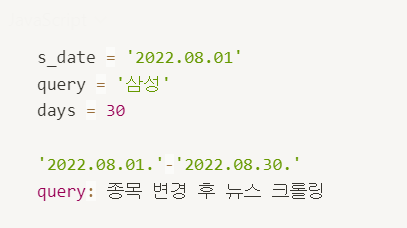 s_date = '2022.08.01'
query = '삼성'
days = 30
'2022.08.01.'-'2022.08.30.'
query: 종목 변경 후 뉴스 크롤링